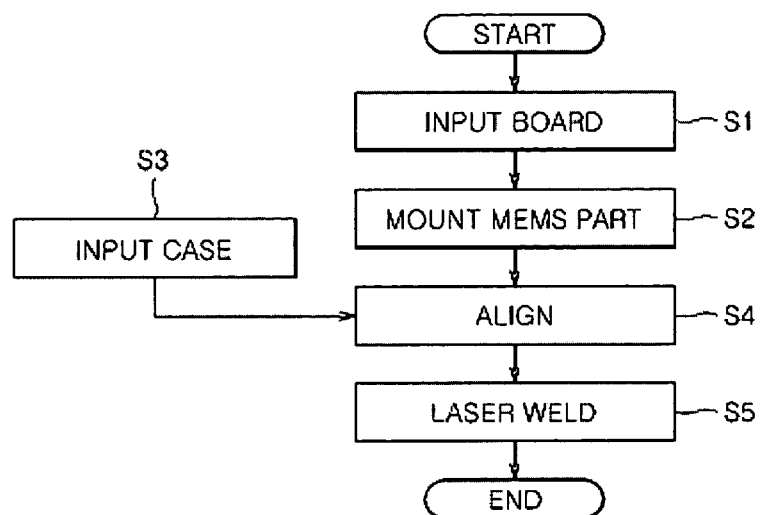 START
INPUT BOARD
S1
S3
MOUNT MEMS PART
S2
INPUT CASE
ALIGN
S4
LASER WELD
S5
END